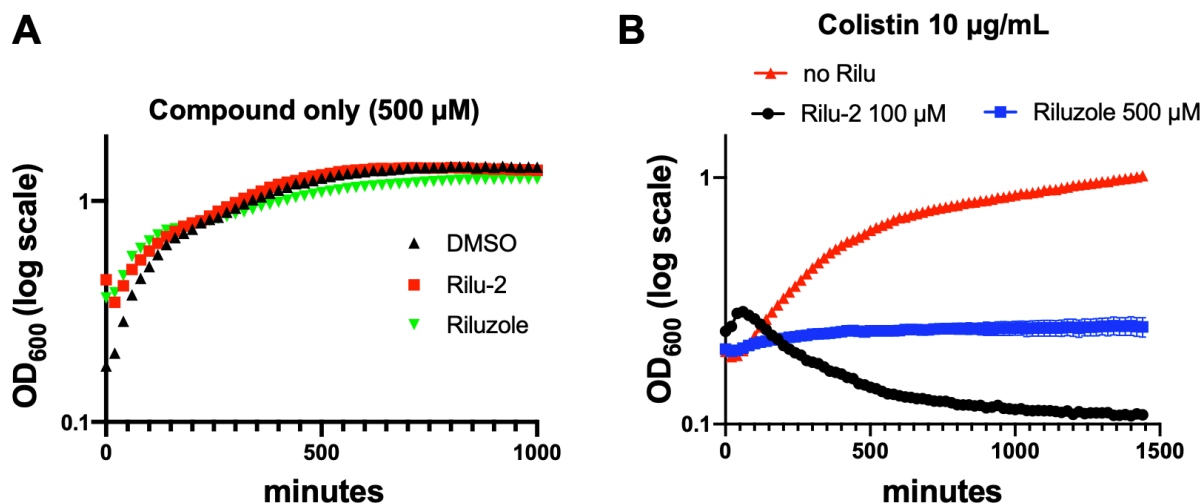 A
Compound only (500 µM)
OD600 (log scale)
1
0.1
DMSO
Rilu-2
Riluzole
0
500
1000
minutes
B
Colistin 10 µg/mL
no Rilu
Rilu-2 100 µM
Riluzole 500 µM
OD600 (log scale)
1
0.1
0
500
1000
1500
minutes